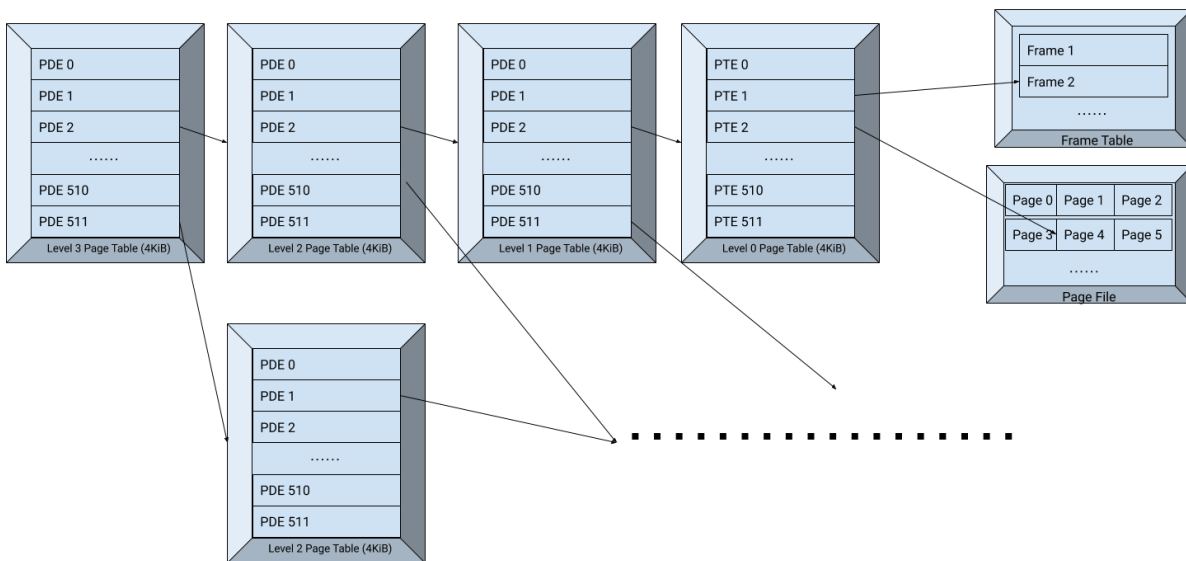 PDE 0
PDE 1
PDE 2
......
PDE 510
PDE 511
Level 3 Page Table (4KiB)
PDE 0
PDE 1
PDE 2
......
PDE 510
PDE 511
Level 2 Page Table (4KiB)
PDE 0
PDE 1
PDE 2
......
PDE 510
PDE 511
Level 1 Page Table (4KiB)
PTE 0
PTE 1
PTE 2
......
PTE 510
PTE 511
Level 0 Page Table (4KiB)
Frame 1
Frame 2
......
Frame Table
Page 0 Page 1 Page 2
Page 3 Page 4 Page 5
......
Page File
PDE 0
PDE 1
PDE 2
......
PDE 510
PDE 511
Level 2 Page Table (4KiB)